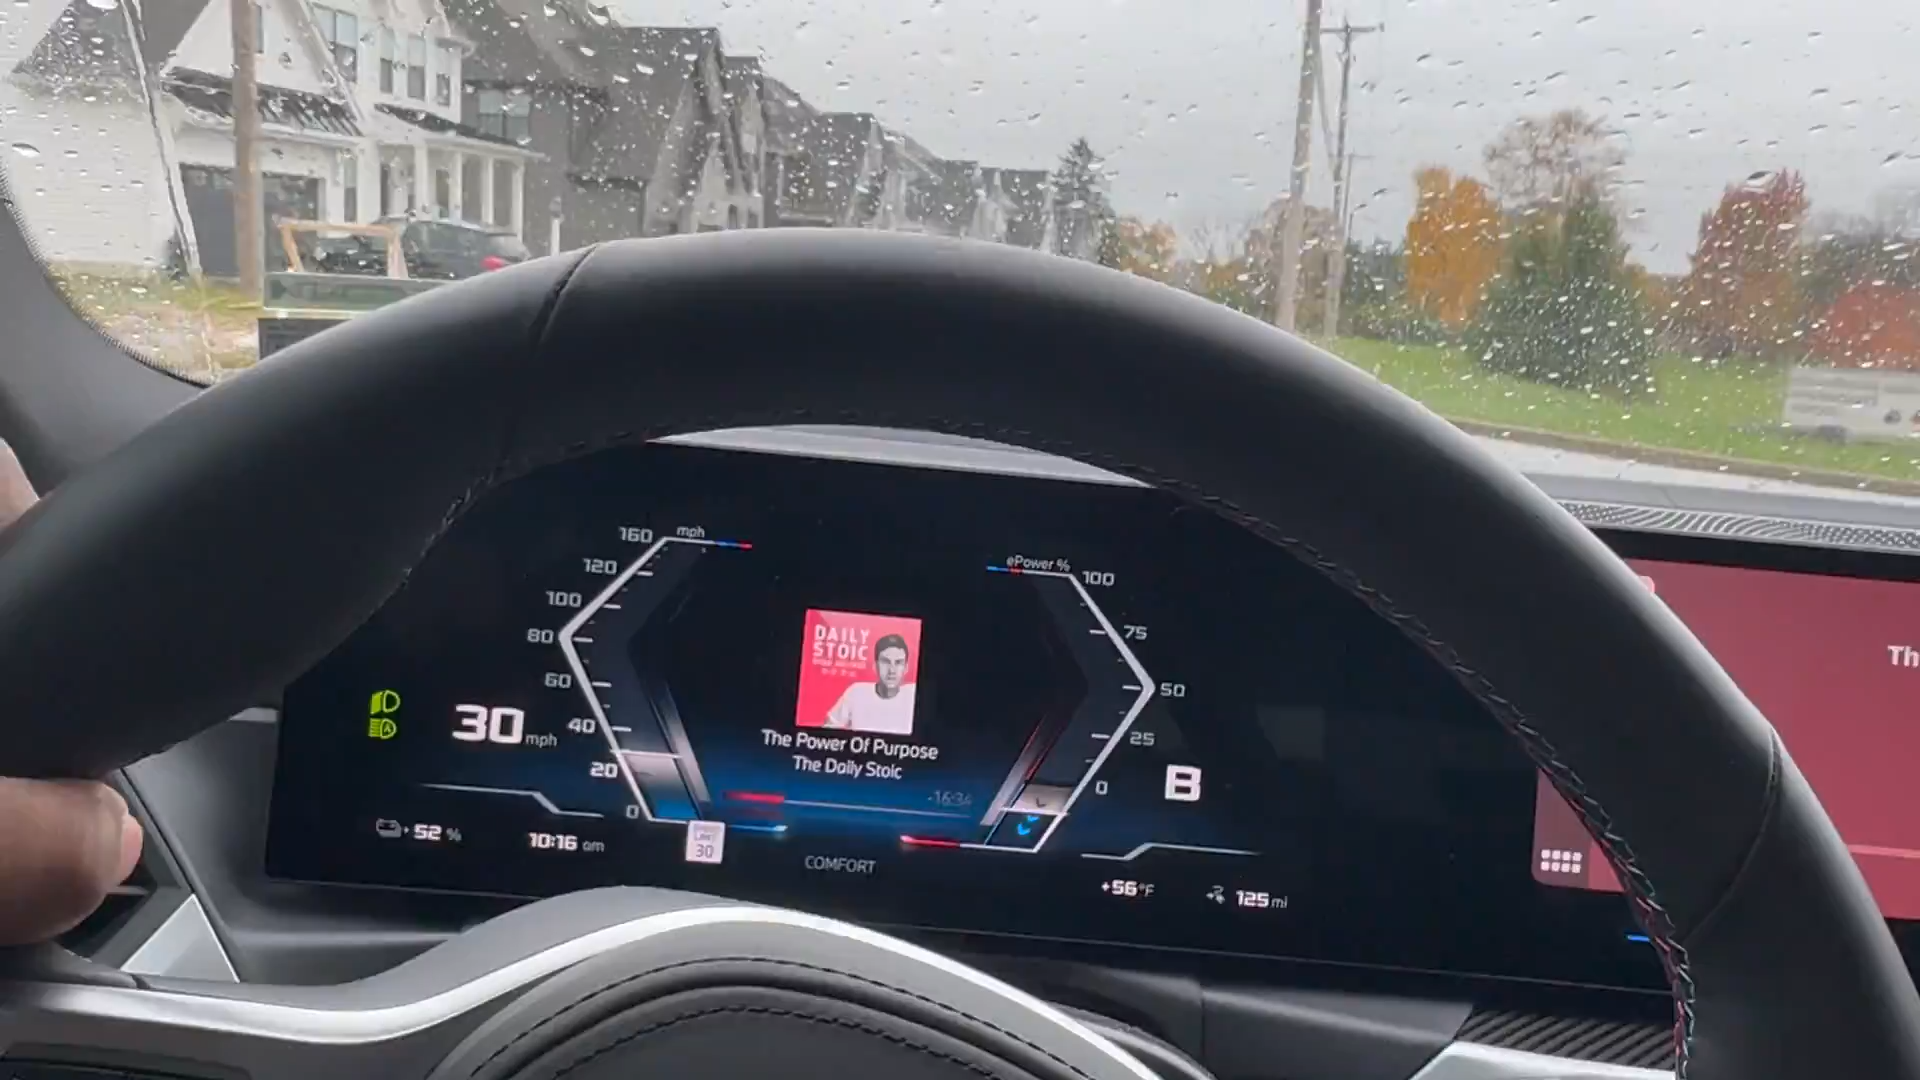 160 mph
120
100
80
60
40
20
0
30 mph
52 %
10:16 am
30
DAILY
STOIC
The Power Of Purpose
The Daily Stoic
-16:34
COMFORT
ePower %
100
75
50
25
0
B
+56°F
125 mi
Th